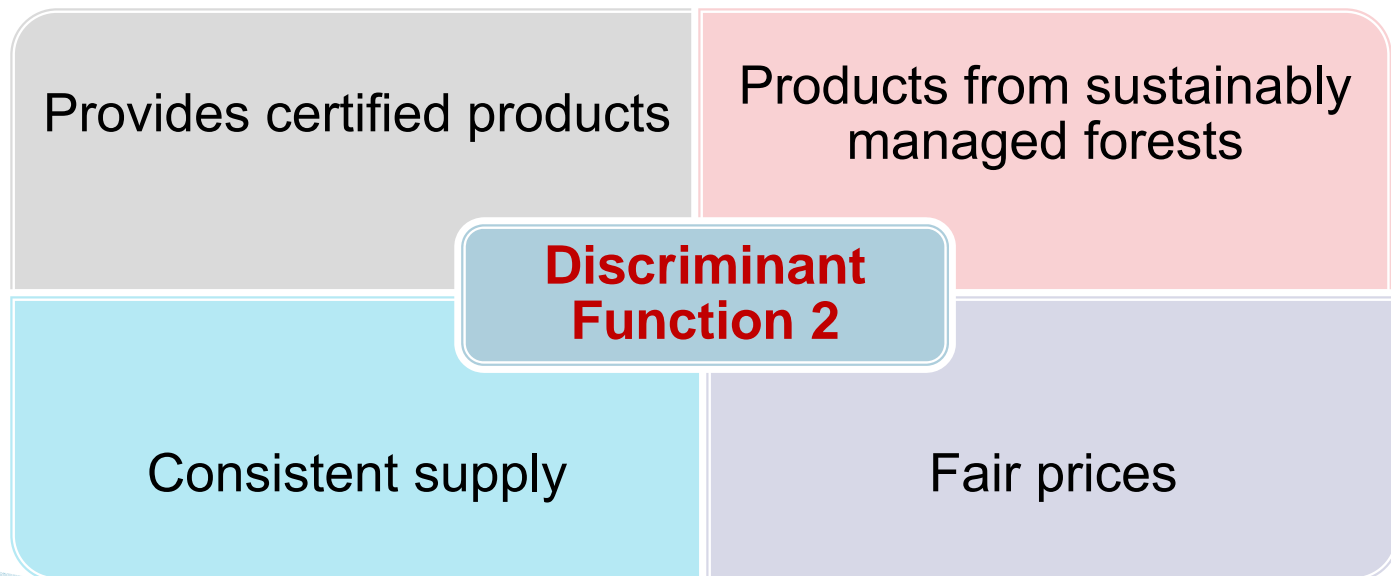 Provides certified products
Products from sustainably
managed forests
Discriminant
Function 2
Consistent supply
Fair prices